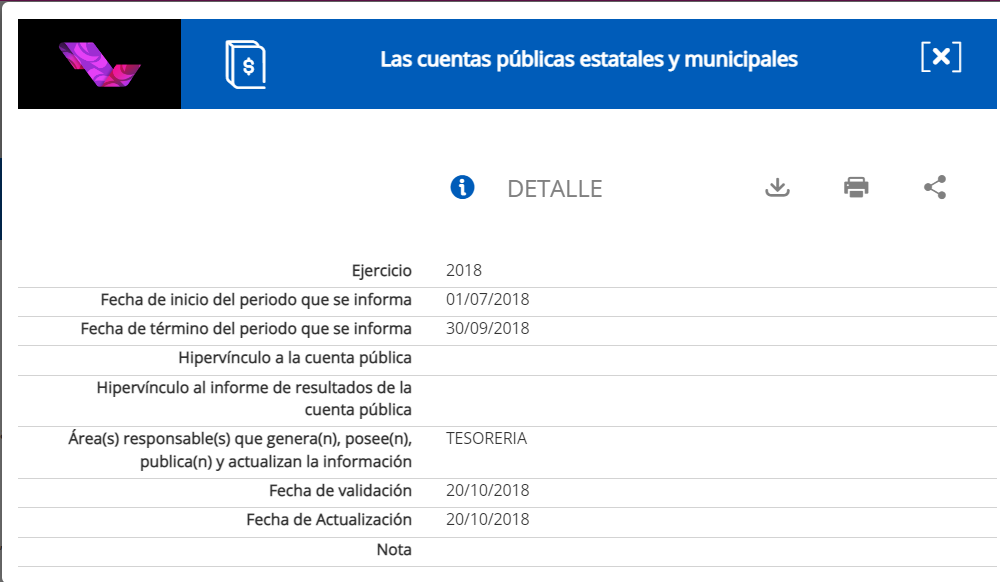 Las cuentas públicas estatales y municipales
DETALLE
Ejercicio 2018
Fecha de inicio del periodo que se informa 01/07/2018
Fecha de término del periodo que se informa 30/09/2018
Hipervínculo a la cuenta pública
Hipervínculo al informe de resultados de la
cuenta pública
Área(s) responsable(s) que genera(n), posee(n), TESORERIA
publica(n) y actualizan la información
Fecha de validación 20/10/2018
Fecha de Actualización 20/10/2018
Nota